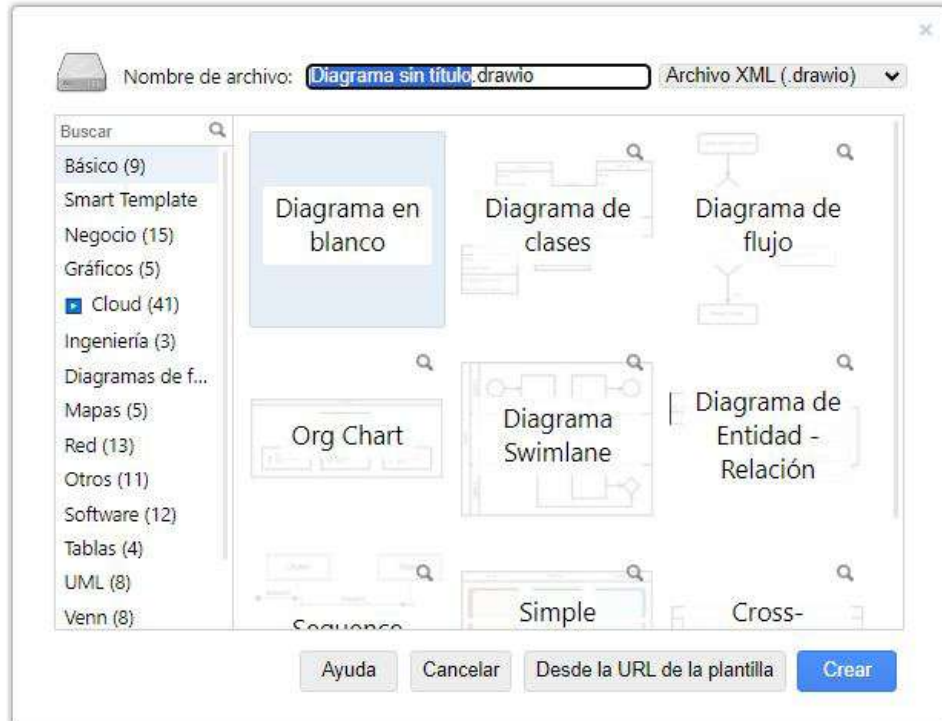 ×
Nombre de archivo: Diagrama sin título.drawio Archivo XML (.drawio)
Buscar
Básico (9)
Smart Template
Negocio (15)
Gráficos (5)
Cloud (41)
Ingeniería (3)
Diagramas de f...
Mapas (5)
Red (13)
Otros (11)
Software (12)
Tablas (4)
UML (8)
Venn (8)
Diagrama en
blanco
Diagrama de
clases
Diagrama de
flujo
Org Chart
Diagrama
Swimlane
Diagrama de
Entidad -
Relación
Sequence
Simple
Cross-
Ayuda Cancelar Desde la URL de la plantilla Crear